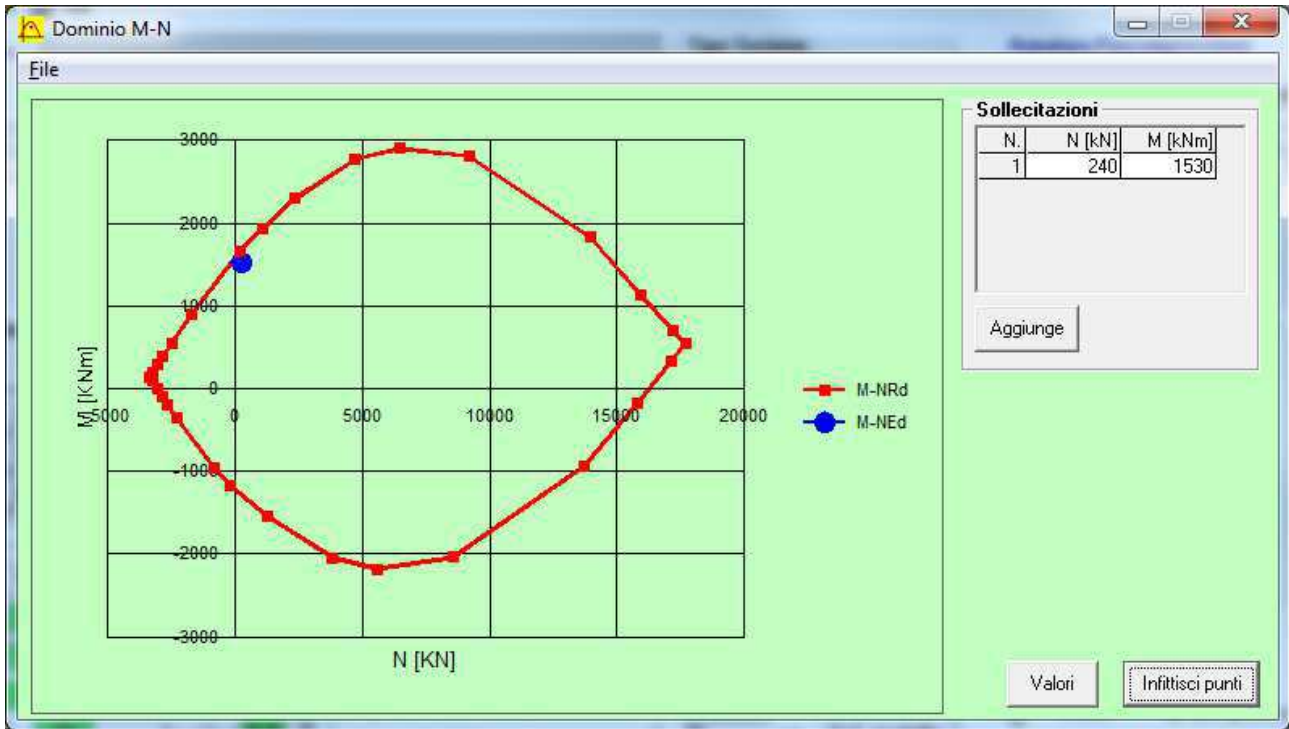 Dominio M-N
File
3000
2000
1000
0
-5000
0
5000
10000
15000
20000
-1000
-2000
-3000
M [KNm]
N [KN]
M-NRd
M-NEd
Sollecitazioni
N. N [kN] M [kNm]
1 240 1530
Aggiunge
Valori
Infittisci punti